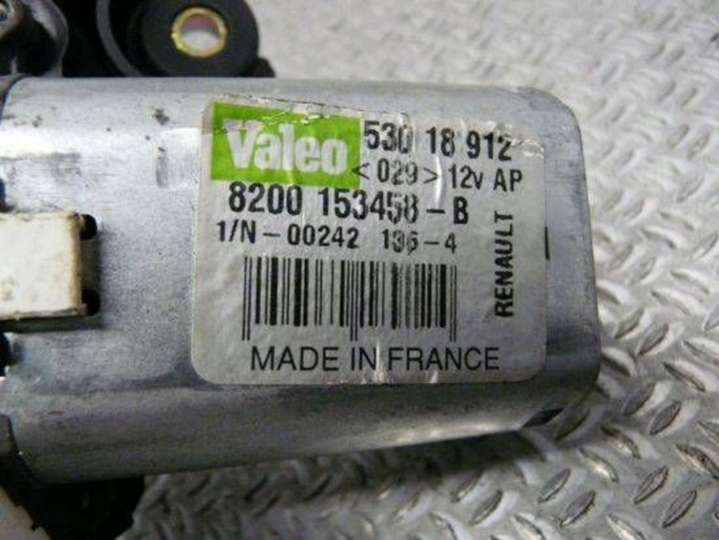 Valeo 530 18 912
<029> 12v AP
8200 153458-B
1/N-00242 136-4
RENAULT
MADE IN FRANCE